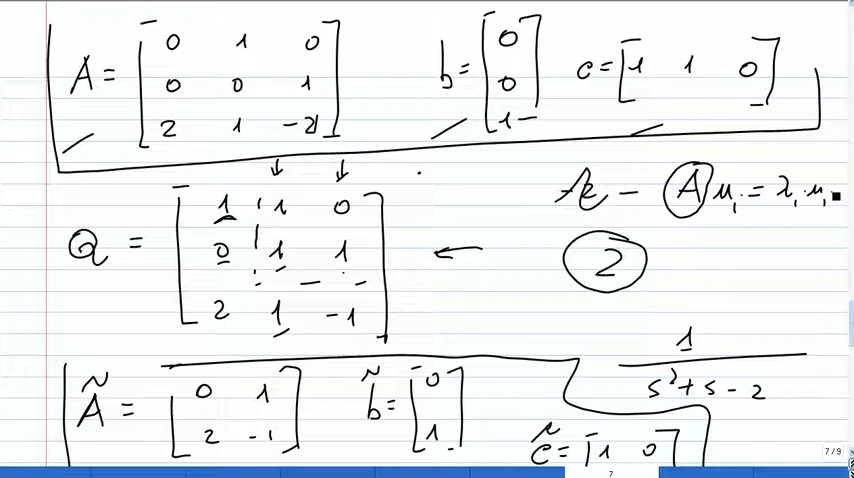 A = [ 0 1 0 ; 0 0 1 ; 2 1 -2 ] b = [ 0 ; 0 ; 1 ] c = [ 1 1 0 ]
A u₁ = λ₁ u₁
Q = [ 1 1 0 ; 0 1 1 ; 2 1 -1 ] ←
2
1 / s² + s - 2
Ã = [ 0 1 ; 2 -1 ] b̃ = [ 0 ; 1 ]
c̃ = [ 1 0 ]
7 / 9
7